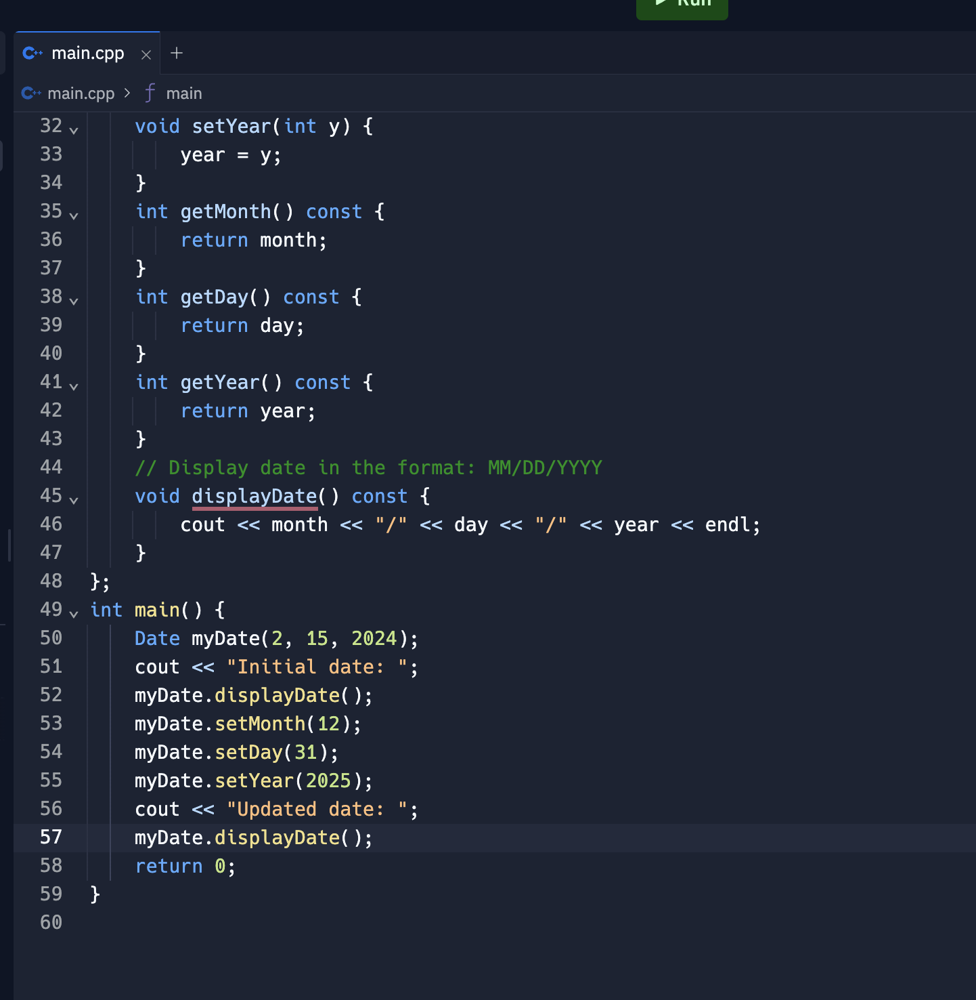 Run
main.cpp
main.cpp > main
32 void setYear(int y) {
33 year = y;
34 }
35 int getMonth() const {
36 return month;
37 }
38 int getDay() const {
39 return day;
40 }
41 int getYear() const {
42 return year;
43 }
44 // Display date in the format: MM/DD/YYYY
45 void displayDate() const {
46 cout << month << "/" << day << "/" << year << endl;
47 }
48 };
49 int main() {
50 Date myDate(2, 15, 2024);
51 cout << "Initial date: ";
52 myDate.displayDate();
53 myDate.setMonth(12);
54 myDate.setDay(31);
55 myDate.setYear(2025);
56 cout << "Updated date: ";
57 myDate.displayDate();
58 return 0;
59 }
60